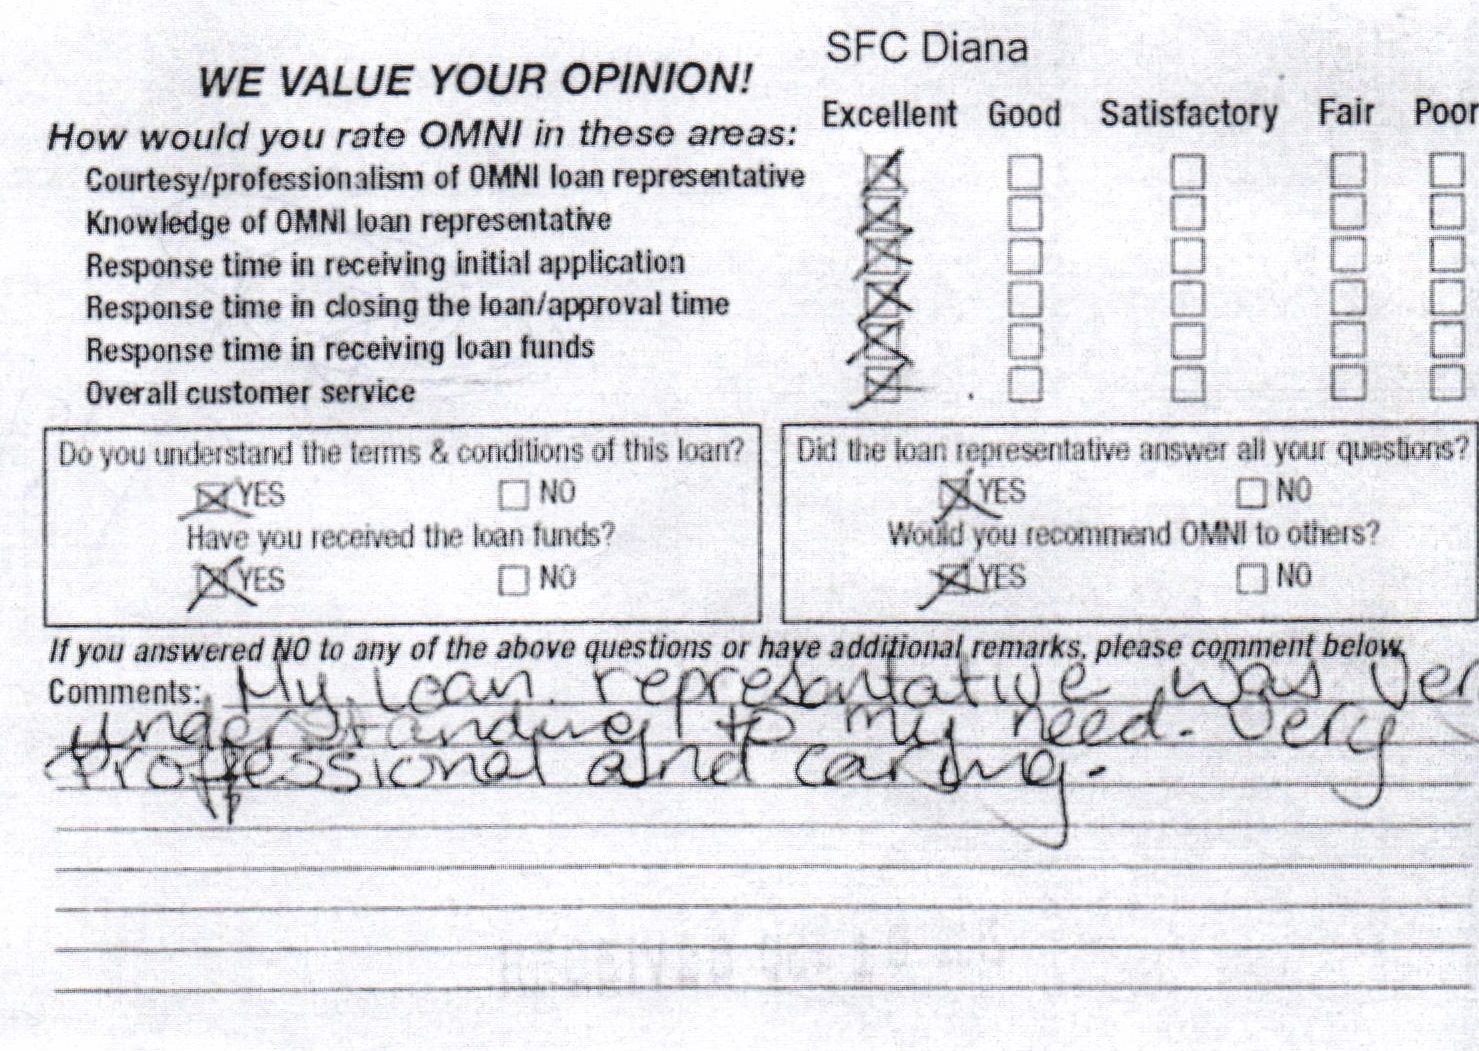 SFC Diana
WE VALUE YOUR OPINION!
How would you rate OMNI in these areas: Excellent Good Satisfactory Fair Poor
Courtesy/professionalism of OMNI loan representative
Knowledge of OMNI loan representative
Response time in receiving initial application
Response time in closing the loan/approval time
Response time in receiving loan funds
Overall customer service
Do you understand the terms & conditions of this loan?
YES NO
Have you received the loan funds?
YES NO
Did the loan representative answer all your questions?
YES NO
Would you recommend OMNI to others?
YES NO
If you answered NO to any of the above questions or have additional remarks, please comment below.
Comments: My loan representative was Ver
understanding to my need. Very
Professional and caring.